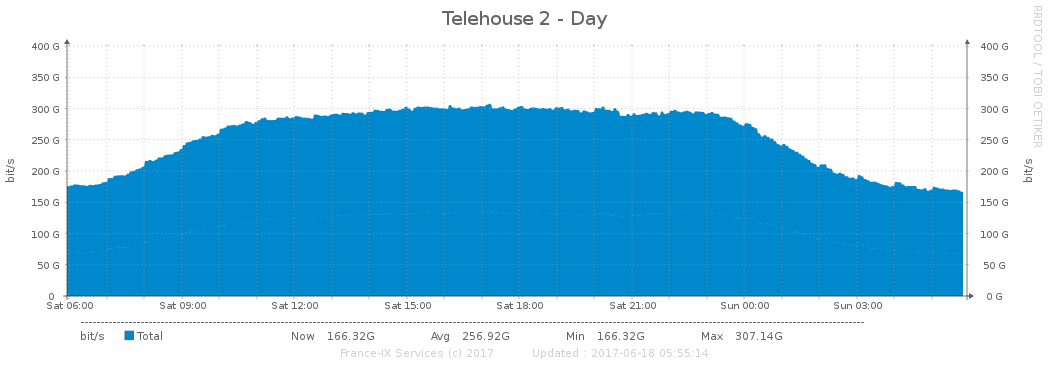 Telehouse 2 - Day
RRDTOOL / TOBI OETIKER
bit/s
400 G
350 G
300 G
250 G
200 G
150 G
100 G
50 G
0
400 G
350 G
300 G
250 G
200 G
150 G
100 G
50 G
0 G
bit/s
Sat 06:00 Sat 09:00 Sat 12:00 Sat 15:00 Sat 18:00 Sat 21:00 Sun 00:00 Sun 03:00
bit/s Total Now 166.32G Avg 256.92G Min 166.32G Max 307.14G
France-IX Services (c) 2017 Updated : 2017-06-18 05:55:14